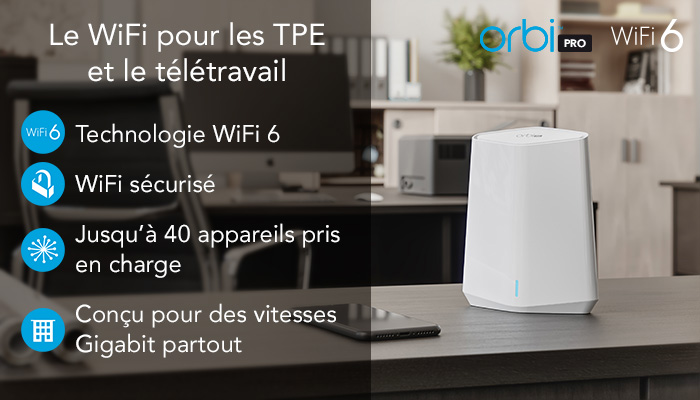 Le WiFi pour les TPE
et le télétravail
orbi PRO WiFi 6
WiFi 6
Technologie WiFi 6
WiFi sécurisé
Jusqu’à 40 appareils pris
en charge
Conçu pour des vitesses
Gigabit partout
orbi